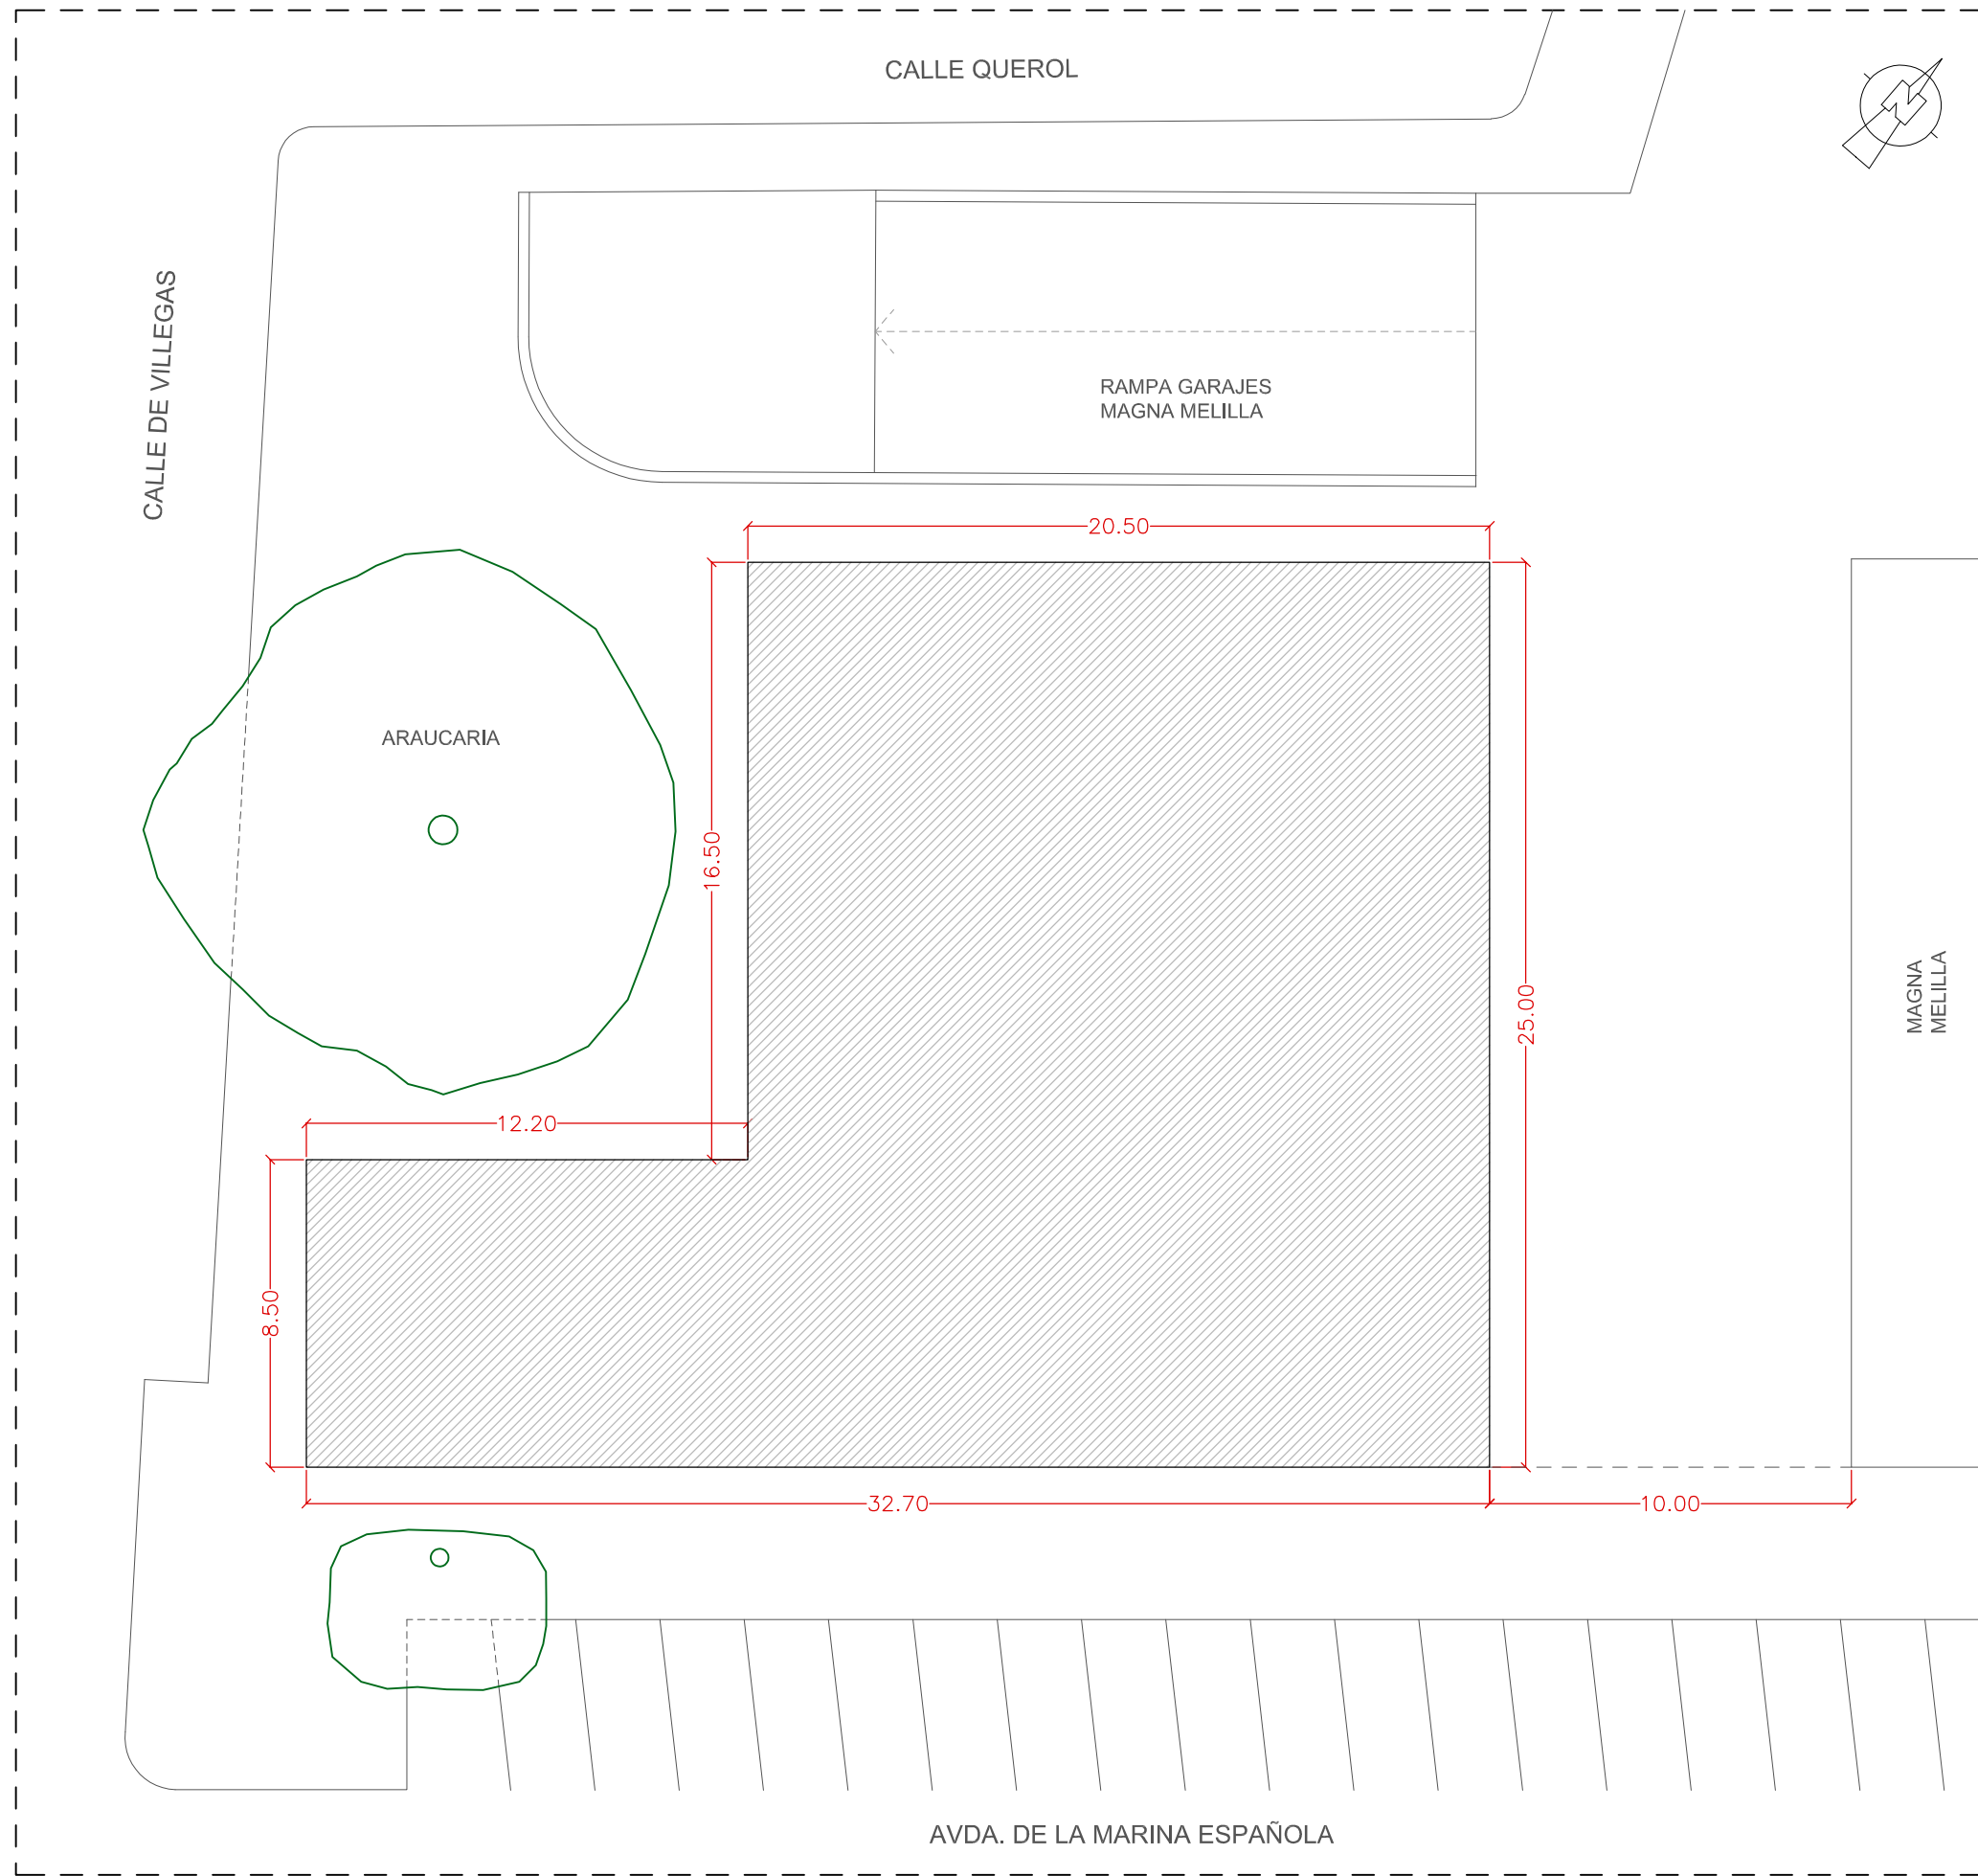 CALLE QUEROL
N
CALLE DE VILLEGAS
RAMPA GARAJES
MAGNA MELILLA
20.50
ARAUCARIA
16.50
25.00
MAGNA
MELILLA
12.20
8.50
32.70
10.00
AVDA. DE LA MARINA ESPAÑOLA